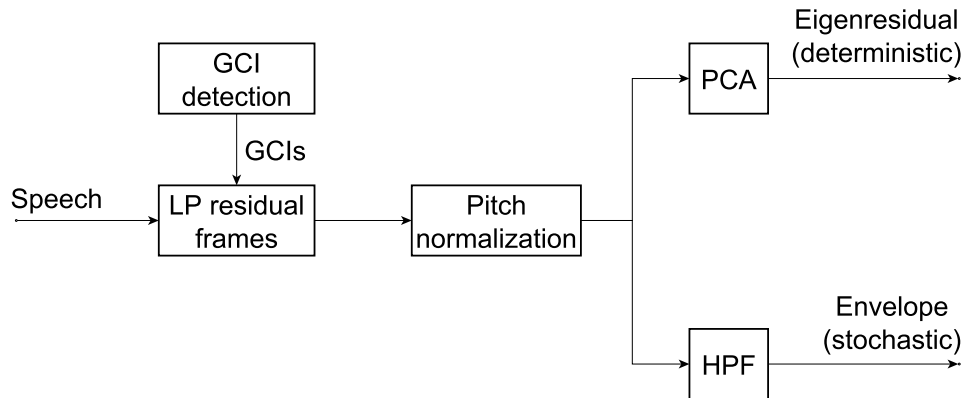 Eigenresidual
(deterministic)
GCI
detection
PCA
GCIs
Speech
LP residual
frames
Pitch
normalization
Envelope
(stochastic)
HPF